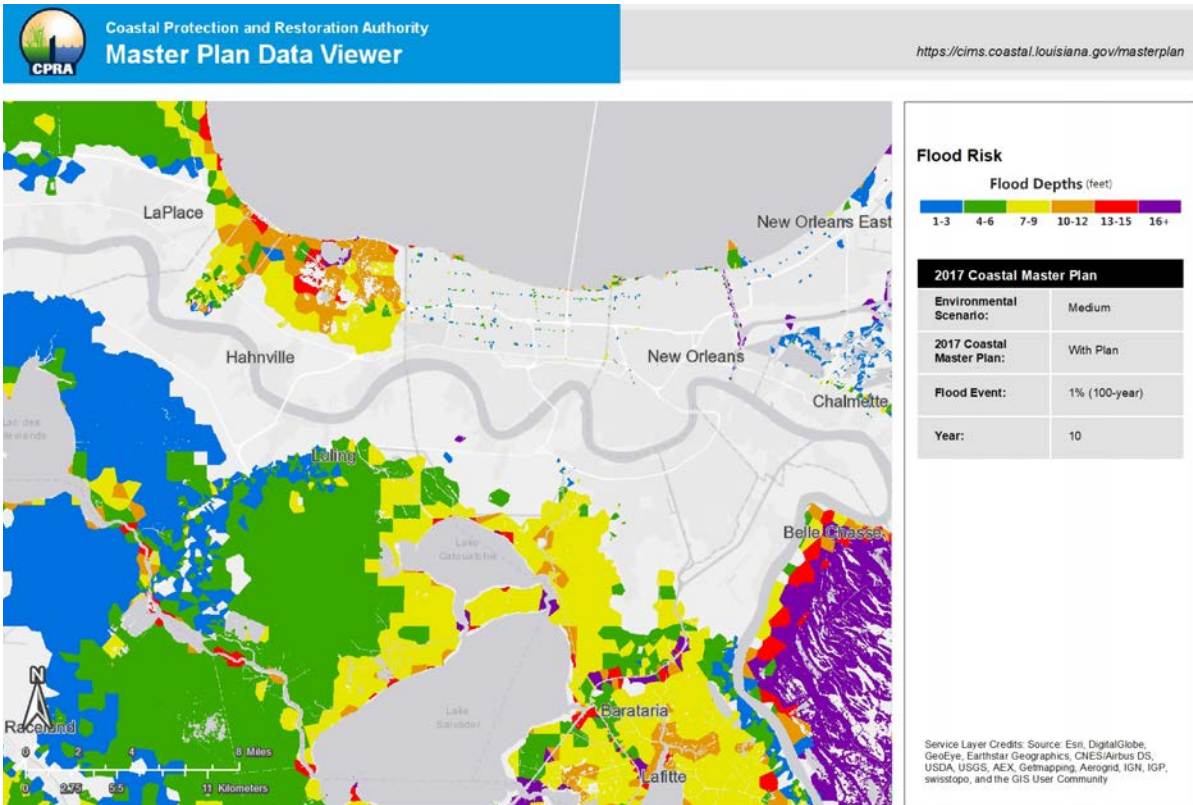 Coastal Protection and Restoration Authority
Master Plan Data Viewer
CPRA
https://cims.coastal.louisiana.gov/masterplan
LaPlace
New Orleans East
Hahnville
New Orleans
Chalmette
Lac des
Allemands
Luling
Belle Chasse
Lake
Cataouatche
Lake
Salvador
Barataria
Lafitte
Raceland
N
0 2 4 8 Miles
0 2.75 5.5 11 Kilometers
Flood Risk
Flood Depths (feet)
1-3 4-6 7-9 10-12 13-15 16+
2017 Coastal Master Plan
Environmental
Scenario:
Medium
2017 Coastal
Master Plan:
With Plan
Flood Event:
1% (100-year)
Year:
10
Service Layer Credits: Source: Esri, DigitalGlobe,
GeoEye, Earthstar Geographics, CNES/Airbus DS,
USDA, USGS, AEX, Getmapping, Aerogrid, IGN, IGP,
swisstopo, and the GIS User Community